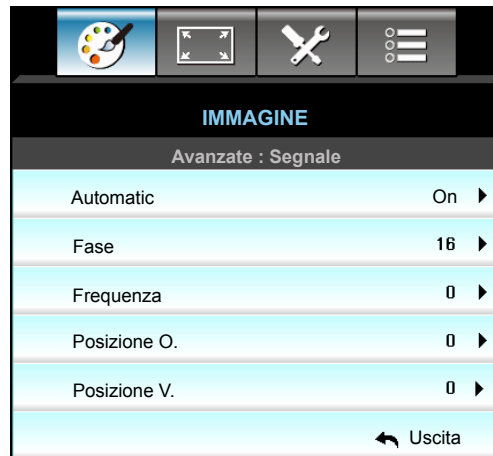 IMMAGINE
Avanzate : Segnale
Automatic On
Fase 16
Frequenza 0
Posizione O. 0
Posizione V. 0
Uscita